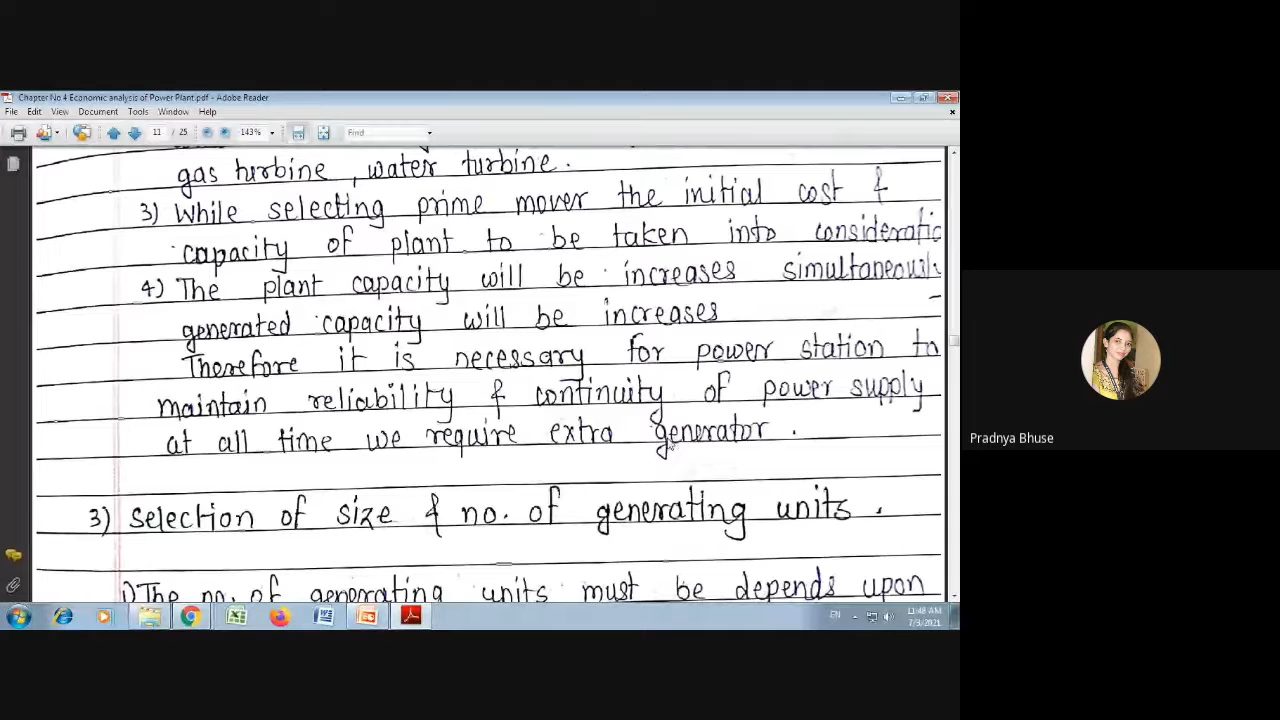 Chapter No 4 Economic analysis of Power Plant.pdf - Adobe Reader
File Edit View Document Tools Window Help
11 / 25 143% Find
gas turbine, water turbine.
3) While selecting prime mover the initial cost &
capacity of plant to be taken into consideratio
4) The plant capacity will be increases simultaneousl
generated capacity will be increases
Therefore it is necessary for power station to
maintain reliability & continuity of power supply
at all time we require extra generator.
3) Selection of size & no. of generating units.
1) The no. of generating units must be depends upon
EN
11:48 AM
7/3/2021
Pradnya Bhuse